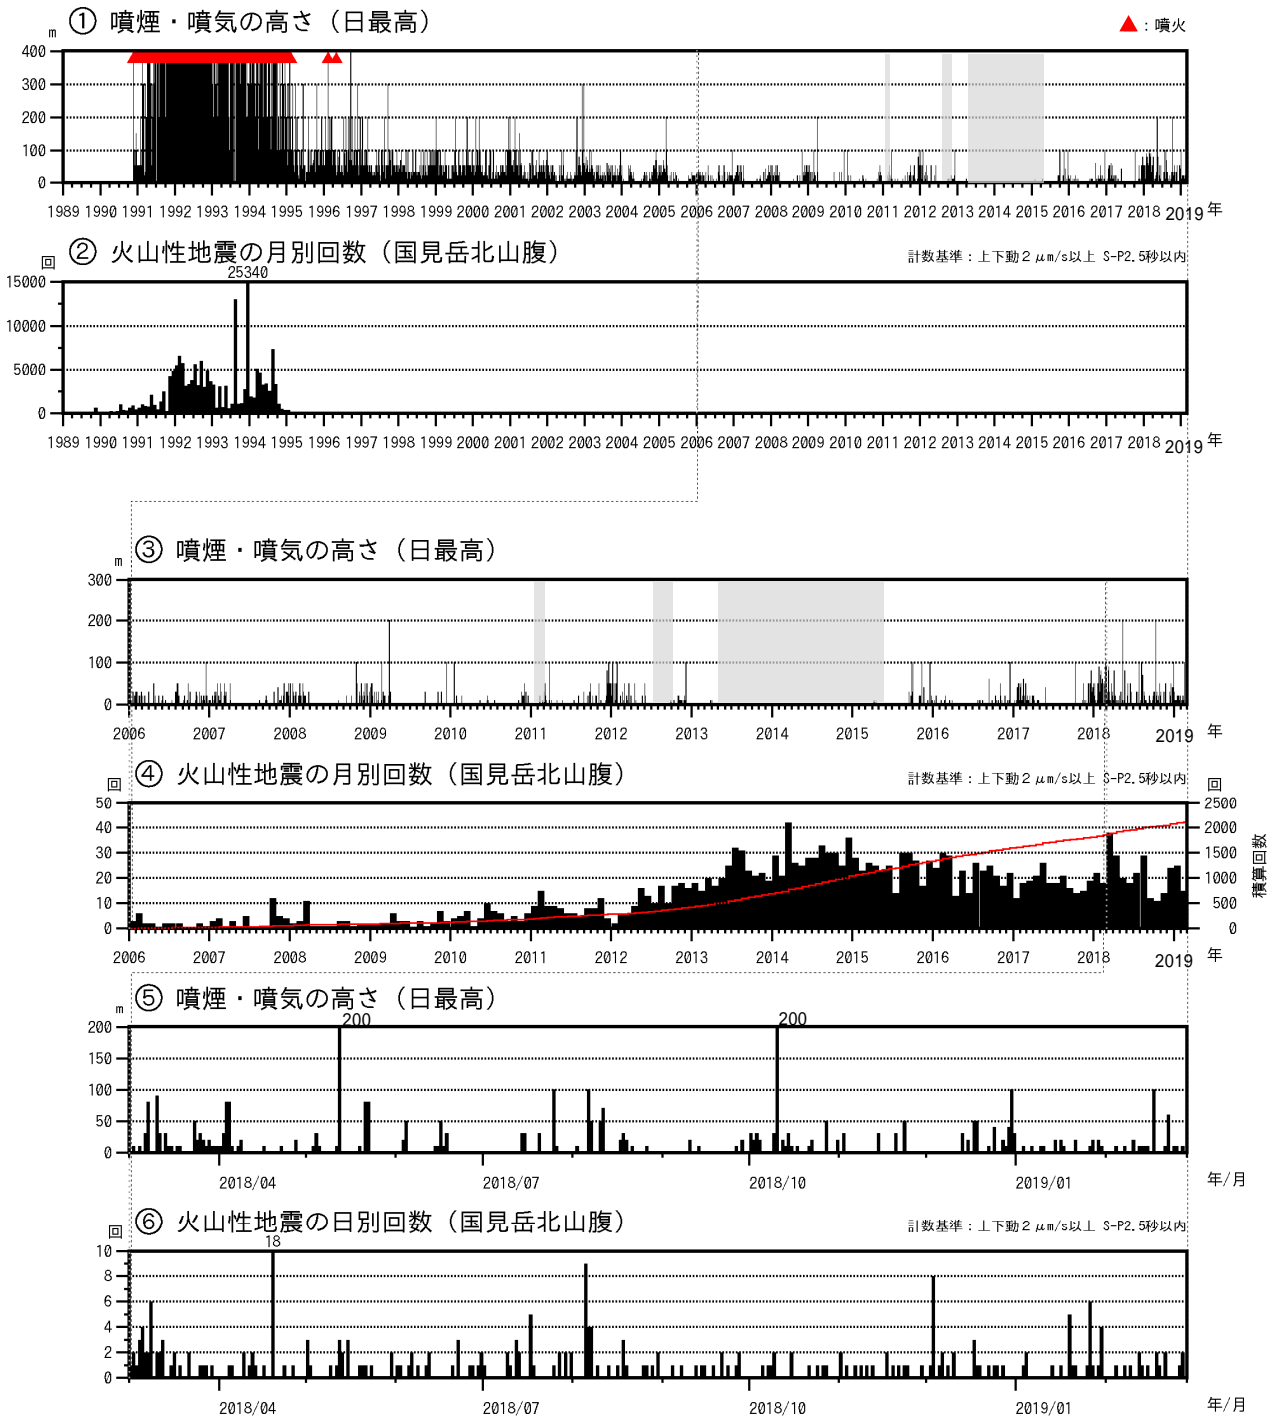 ① 噴煙・噴気の高さ（日最高）
▲：噴火
m
400
300
200
100
0
1989 1990 1991 1992 1993 1994 1995 1996 1997 1998 1999 2000 2001 2002 2003 2004 2005 2006 2007 2008 2009 2010 2011 2012 2013 2014 2015 2016 2017 2018 2019 年
② 火山性地震の月別回数（国見岳北山腹）
計数基準：上下動２μm/s以上 S-P2.5秒以内
回
25340
15000
10000
5000
0
1989 1990 1991 1992 1993 1994 1995 1996 1997 1998 1999 2000 2001 2002 2003 2004 2005 2006 2007 2008 2009 2010 2011 2012 2013 2014 2015 2016 2017 2018 2019 年
③ 噴煙・噴気の高さ（日最高）
m
300
200
100
0
2006 2007 2008 2009 2010 2011 2012 2013 2014 2015 2016 2017 2018 2019 年
④ 火山性地震の月別回数（国見岳北山腹）
計数基準：上下動２μm/s以上 S-P2.5秒以内
回 回
50 2500
40 2000
30 1500
20 1000
10 500
0 0
積算回数
2006 2007 2008 2009 2010 2011 2012 2013 2014 2015 2016 2017 2018 2019 年
⑤ 噴煙・噴気の高さ（日最高）
m
200 200
200
150
100
50
0
2018/04 2018/07 2018/10 2019/01 年/月
⑥ 火山性地震の日別回数（国見岳北山腹）
計数基準：上下動２μm/s以上 S-P2.5秒以内
回
18
10
8
6
4
2
0
2018/04 2018/07 2018/10 2019/01 年/月